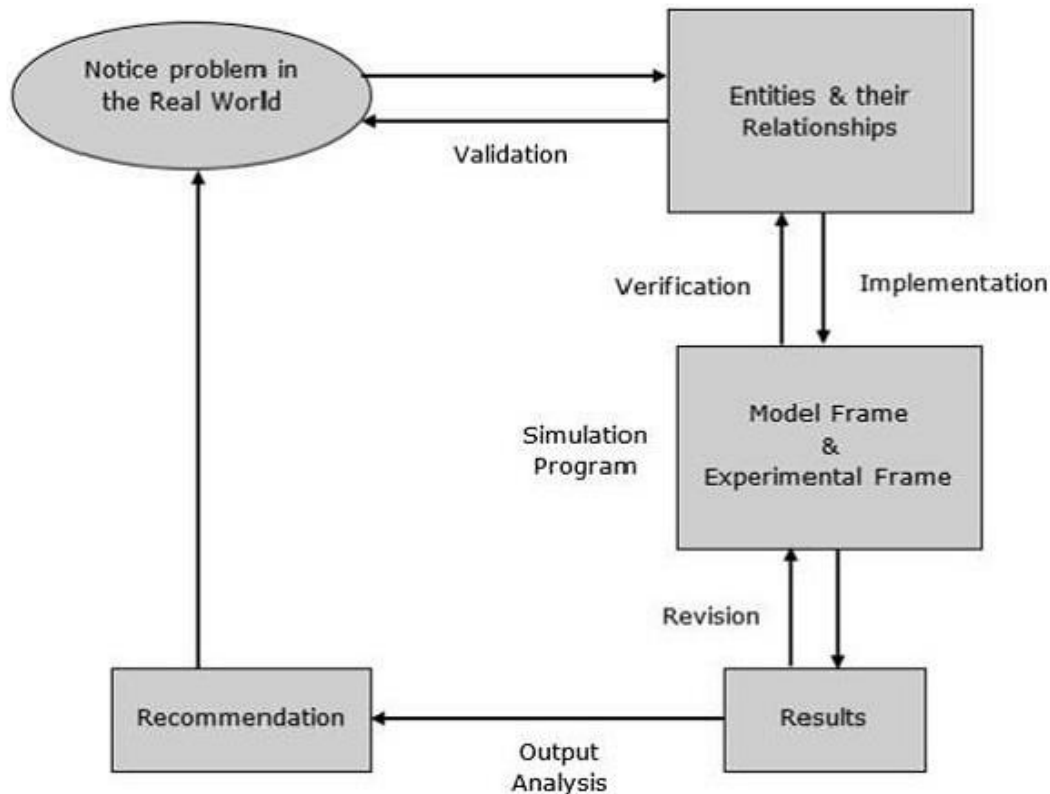 Notice problem in
the Real World
Entities & their
Relationships
Validation
Verification
Implementation
Model Frame
&
Experimental Frame
Simulation
Program
Revision
Recommendation
Results
Output
Analysis